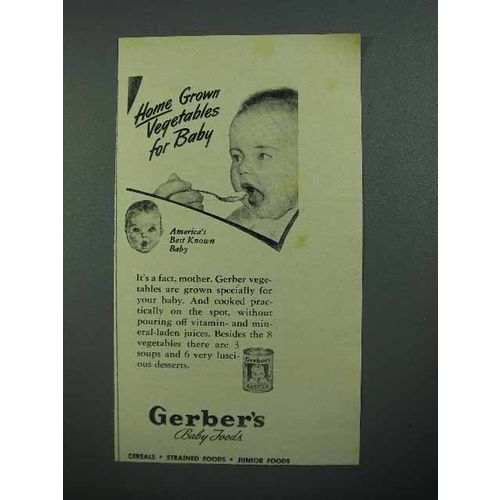 Home Grown
Vegetables
for Baby
America's
Best Known
Baby
It's a fact, mother. Gerber vege-
tables are grown specially for
your baby. And cooked prac-
tically on the spot, without
pouring off vitamin- and min-
eral-laden juices. Besides the 8
vegetables there are 3
soups and 6 very lusci-
ous desserts.
Gerber's
Gerber's
Baby Foods
CEREALS • STRAINED FOODS • JUNIOR FOODS